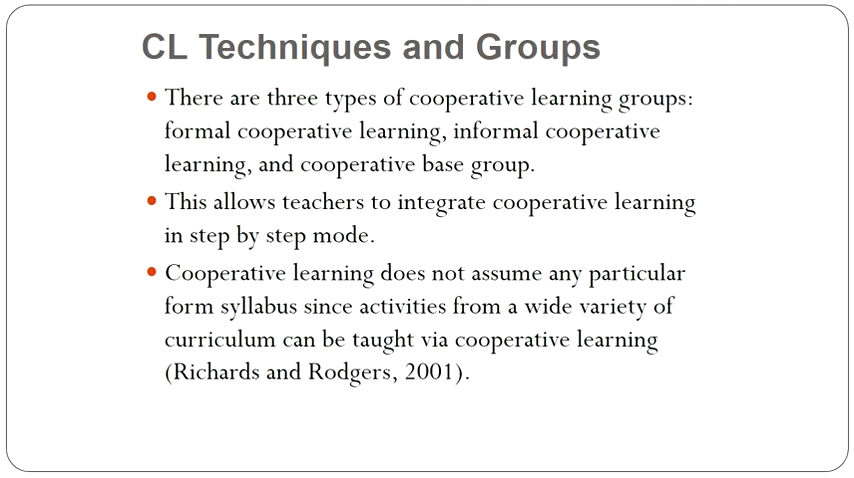 CL Techniques and Groups
• There are three types of cooperative learning groups:
formal cooperative learning, informal cooperative
learning, and cooperative base group.
• This allows teachers to integrate cooperative learning
in step by step mode.
• Cooperative learning does not assume any particular
form syllabus since activities from a wide variety of
curriculum can be taught via cooperative learning
(Richards and Rodgers, 2001).